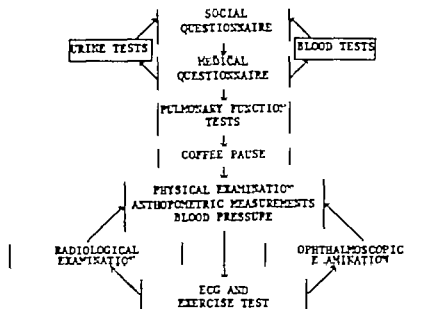 SOCIAL
QUESTIONNAIRE
URINE TESTS
BLOOD TESTS
MEDICAL
QUESTIONNAIRE
PULMONARY FUNCTION
TESTS
COFFEE PAUSE
PHYSICAL EXAMINATION
ANTHOPOMETRIC MEASUREMENTS
BLOOD PRESSURE
RADIOLOGICAL
EXAMINATION
OPHTHALMOSCOPIC
EXAMINATION
ECG AND
EXERCISE TEST